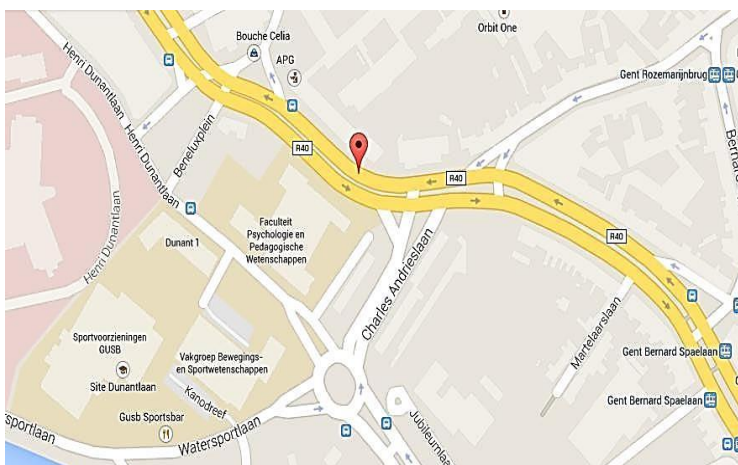 Orbit One
Bouche Celia
APG
Gent Rozemarijnbrug
Henri Dunantlaan
Henri Dunantlaan
Beneluxplein
R40
R40
R40
Henri Dunantlaan
Dunant 1
Faculteit
Psychologie en
Pedagogische
Wetenschappen
Charles Andrieslaan
Martelaarslaan
Sportvoorzieningen
GUSB
Site Dunantlaan
Vakgroep Bewegings-
en Sportwetenschappen
Gent Bernard Spaelaan
Gent Bernard Spaelaan
Kanodreef
Gusb Sportsbar
Watersportlaan